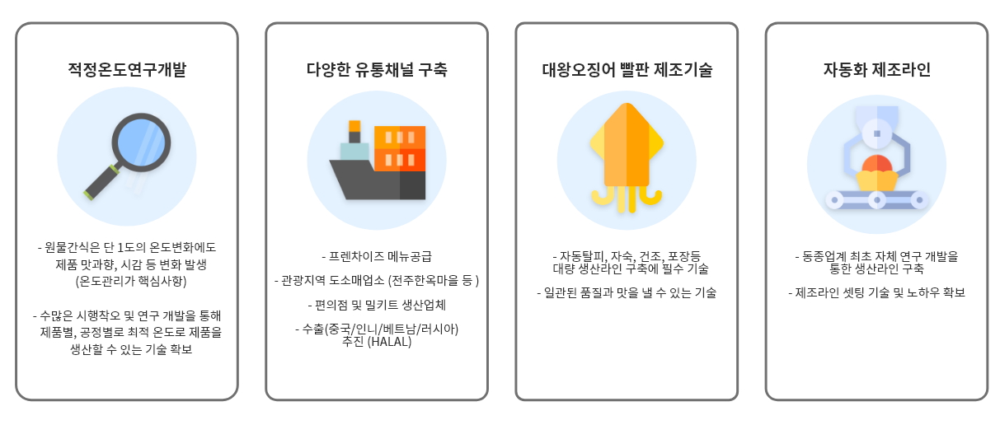 적정온도연구개발
- 원물간식은 단 1도의 온도변화에도
제품 맛과향, 시감 등 변화 발생
(온도관리가 핵심사항)
- 수많은 시행착오 및 연구 개발을 통해
제품별, 공정별로 최적 온도로 제품을
생산할 수 있는 기술 확보
다양한 유통채널 구축
- 프렌차이즈 메뉴공급
- 관광지역 도소매업소 (전주한옥마을 등 )
- 편의점 및 밀키트 생산업체
- 수출(중국/인니/베트남/러시아)
추진 (HALAL)
대왕오징어 빨판 제조기술
- 자동탈피, 자숙, 건조, 포장등
대량 생산라인 구축에 필수 기술
- 일관된 품질과 맛을 낼 수 있는 기술
자동화 제조라인
- 동종업계 최초 자체 연구 개발을
통한 생산라인 구축
- 제조라인 셋팅 기술 및 노하우 확보